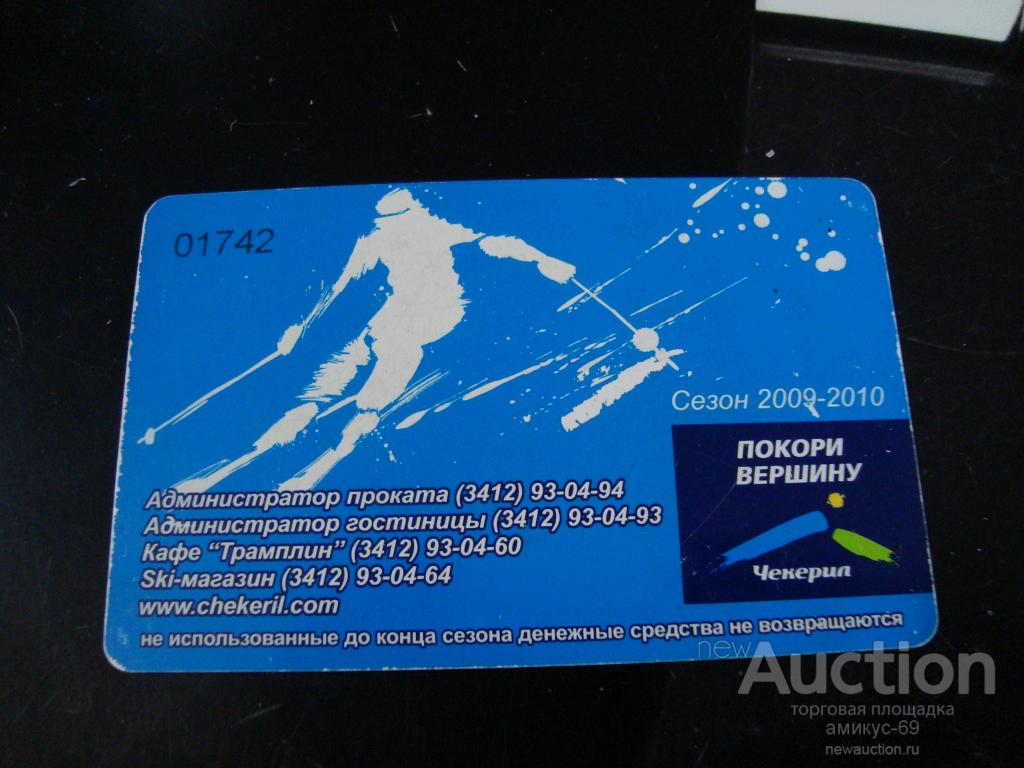 01742
Сезон 2009-2010
ПОКОРИ
ВЕРШИНУ
Чекерил
Администратор проката (3412) 93-04-94
Администратор гостиницы (3412) 93-04-93
Кафе “Трамплин” (3412) 93-04-60
Ski-магазин (3412) 93-04-64
www.chekeril.com
не использованные до конца сезона денежные средства не возвращаются
newAuction
торговая площадка
амикус-69
newauction.ru